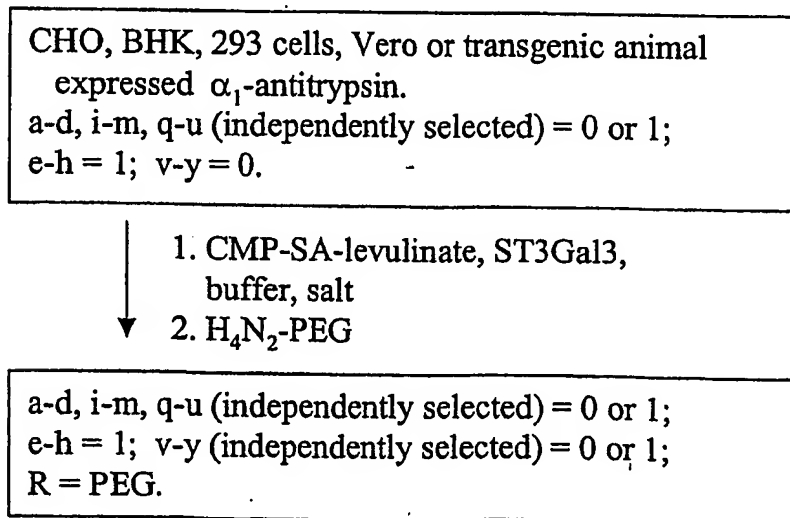 CHO, BHK, 293 cells, Vero or transgenic animal
expressed α₁-antitrypsin.
a-d, i-m, q-u (independently selected) = 0 or 1;
e-h = 1; v-y = 0.
1. CMP-SA-levulinate, ST3Gal3,
buffer, salt
2. H₄N₂-PEG
a-d, i-m, q-u (independently selected) = 0 or 1;
e-h = 1; v-y (independently selected) = 0 or 1;
R = PEG.